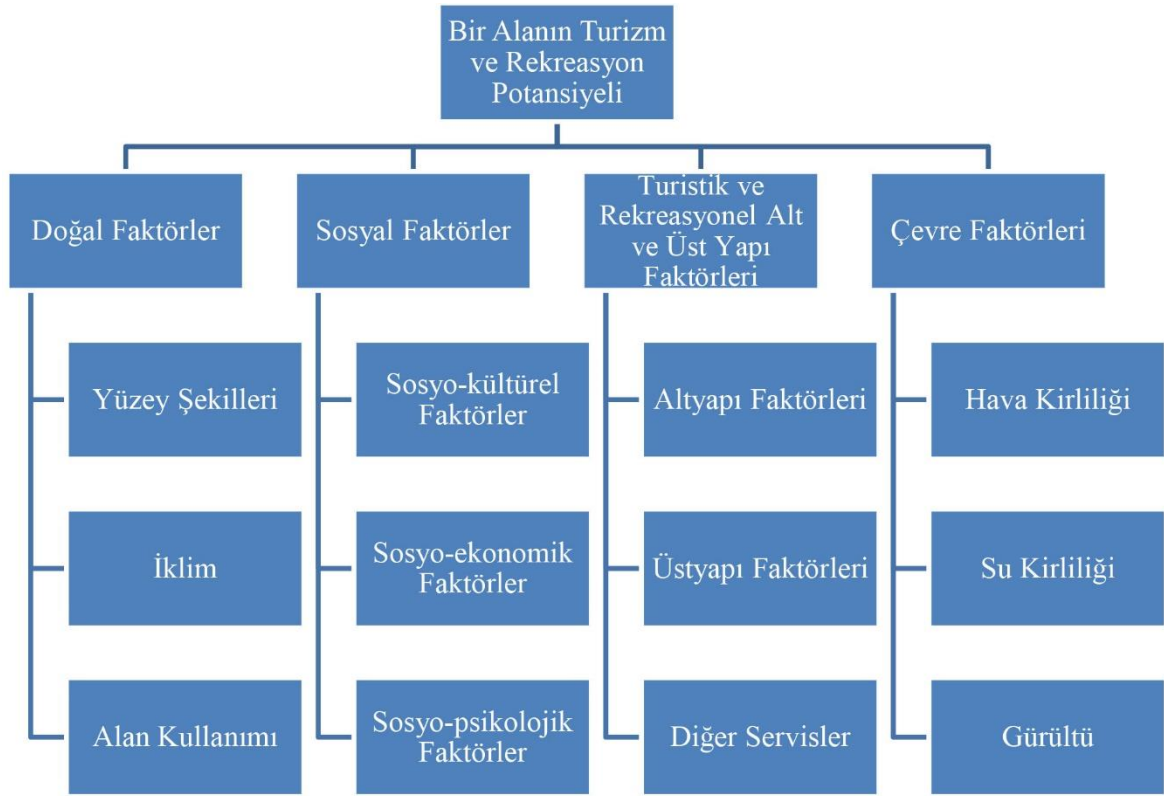 Bir Alanın Turizm
ve Rekreasyon
Potansiyeli
Doğal Faktörler
Sosyal Faktörler
Turistik ve
Rekreasyonel Alt
ve Üst Yapı
Faktörleri
Çevre Faktörleri
Yüzey Şekilleri
Sosyo-kültürel
Faktörler
Altyapı Faktörleri
Hava Kirliliği
İklim
Sosyo-ekonomik
Faktörler
Üstyapı Faktörleri
Su Kirliliği
Alan Kullanımı
Sosyo-psikolojik
Faktörler
Diğer Servisler
Gürültü